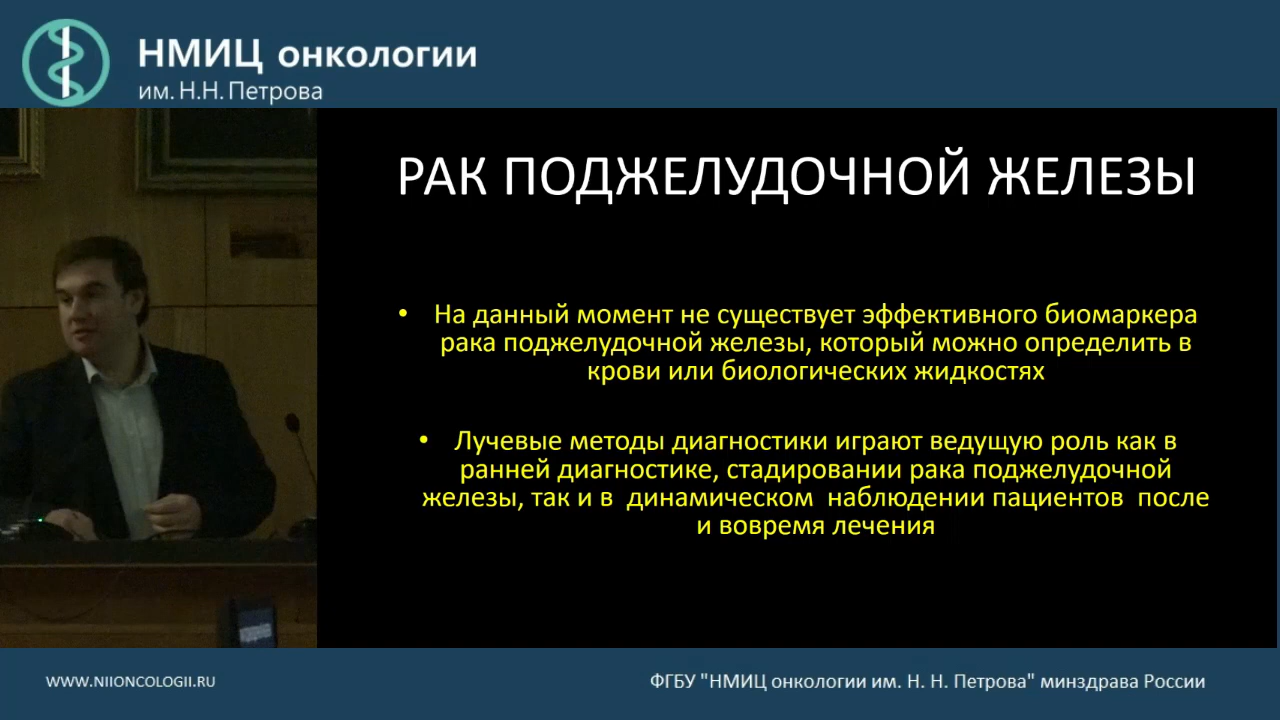 НМИЦ онкологии
им. Н.Н. Петрова
РАК ПОДЖЕЛУДОЧНОЙ ЖЕЛЕЗЫ
• На данный момент не существует эффективного биомаркера
рака поджелудочной железы, который можно определить в
крови или биологических жидкостях
• Лучевые методы диагностики играют ведущую роль как в
ранней диагностике, стадировании рака поджелудочной
железы, так и в динамическом наблюдении пациентов после
и вовремя лечения
WWW.NIIONCOLOGII.RU
ФГБУ "НМИЦ онкологии им. Н. Н. Петрова" минздрава России